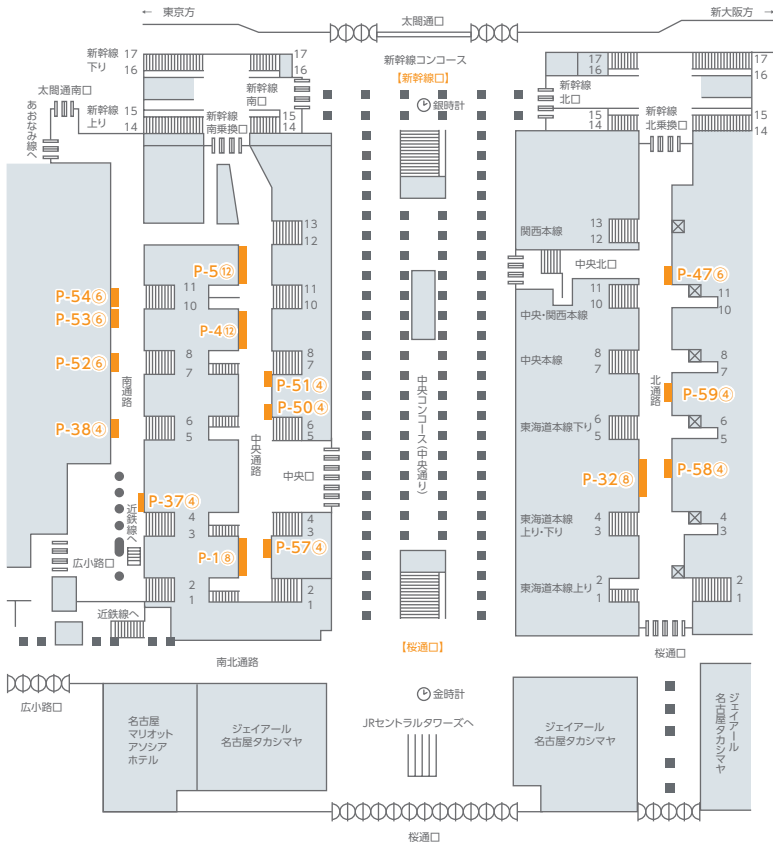 ← 東京方
太閤通口
新大阪方 →
新幹線
下り
17
16
17
16
新幹線コンコース
【新幹線口】
17
16
17
16
太閤通南口
新幹線
南口
銀時計
新幹線
北口
あおなみ線へ
新幹線
上り
15
14
新幹線
南乗換口
15
14
15
14
新幹線
北乗換口
15
14
13
12
関西本線
13
12
中央北口
P-5⑫
P-47⑥
P-54⑥
P-53⑥
11
10
11
10
中央・関西本線
11
10
11
10
P-4⑫
P-52⑥
8
7
8
7
中央本線
8
7
8
7
南通路
P-51④
P-50④
中央コンコース(中央通り)
北通路
P-59④
P-38④
6
5
中央通路
6
5
東海道本線下り
6
5
6
5
中央口
P-58④
P-32⑧
P-37④
近鉄線へ
4
3
4
3
東海道本線
上り・下り
4
3
4
3
広小路口
P-1⑧
P-57④
2
1
2
1
東海道本線上り
2
1
2
1
近鉄線へ
南北通路
【桜通口】
桜通口
広小路口
金時計
名古屋
マリオット
アソシア
ホテル
ジェイアール
名古屋タカシマヤ
JRセントラルタワーズへ
ジェイアール
名古屋タカシマヤ
ジェイアール
名古屋タカシマヤ
桜通口